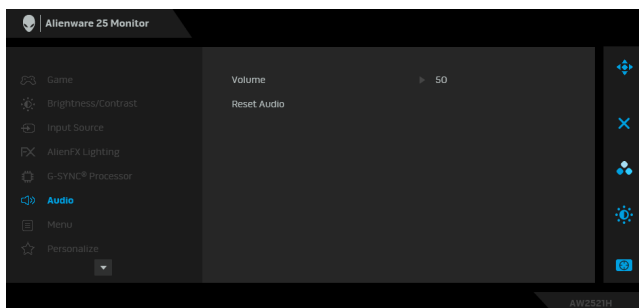 Alienware 25 Monitor
Game
Brightness/Contrast
Input Source
FX AlienFX Lighting
G-SYNC® Processor
Audio
Menu
Personalize
Volume 50
Reset Audio
AW2521H